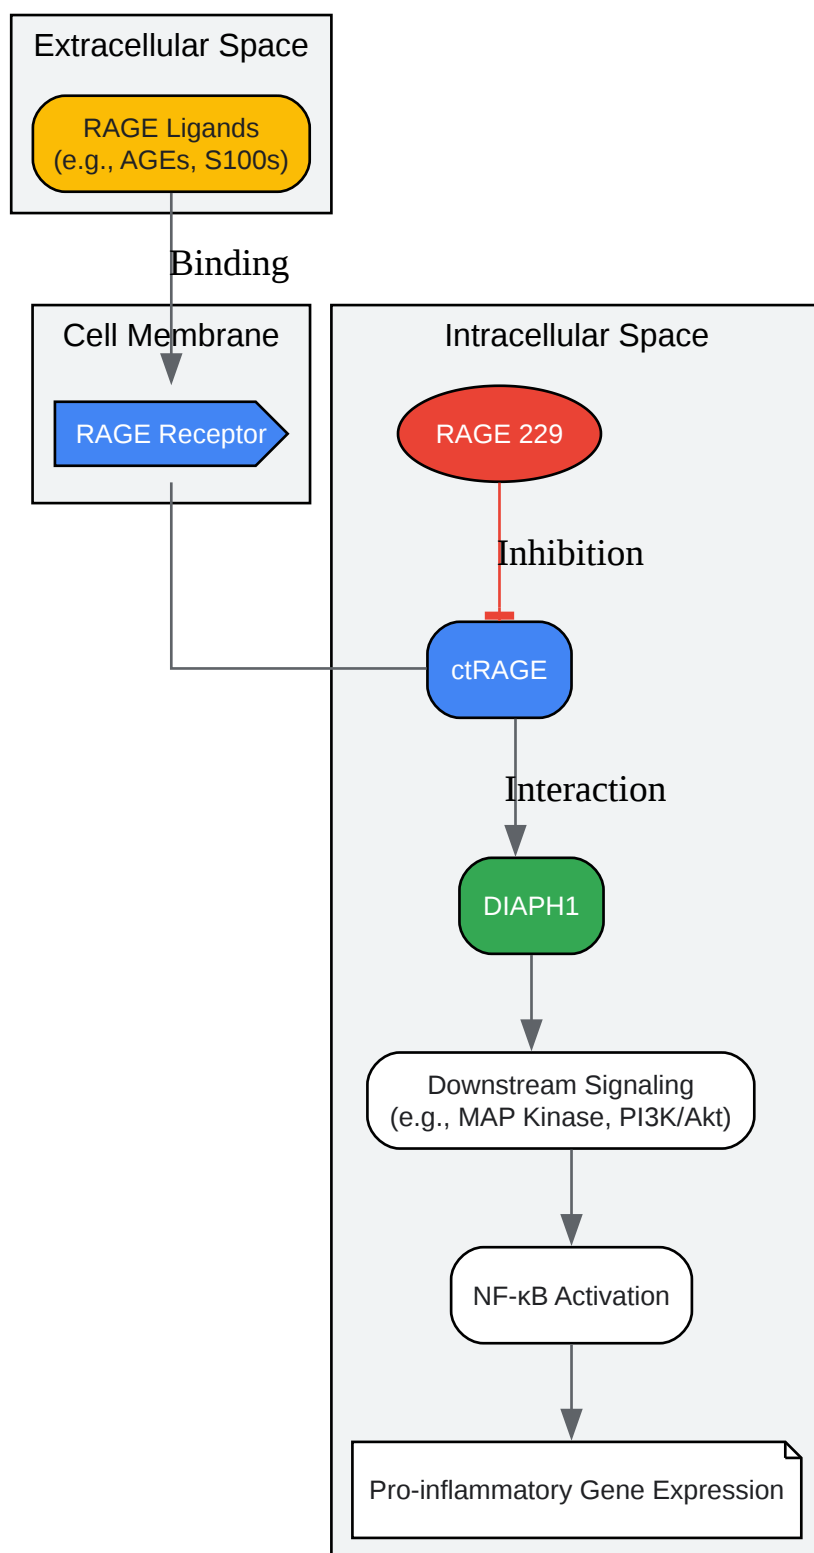 Extracellular Space
RAGE Ligands
(e.g., AGEs, S100s)
Binding
Cell Membrane
RAGE Receptor
Intracellular Space
RAGE 229
Inhibition
ctRAGE
Interaction
DIAPH1
Downstream Signaling
(e.g., MAP Kinase, PI3K/Akt)
NF-κB Activation
Pro-inflammatory Gene Expression